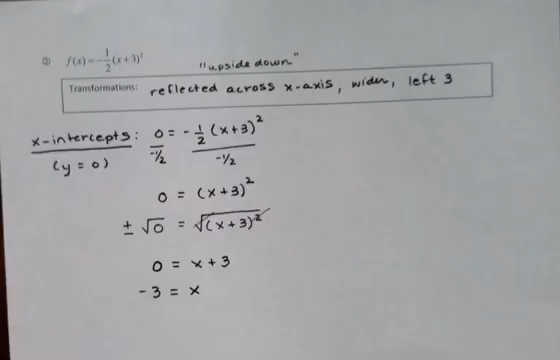 ② f(x) = -1/2(x+3)²
"upside down"
Transformations: reflected across x-axis, wider, left 3
x-intercepts: 0 = -1/2 (x+3)²
(y = 0) -1/2 -1/2
0 = (x+3)²
± √0 = √(x+3)²
0 = x+3
-3 = x